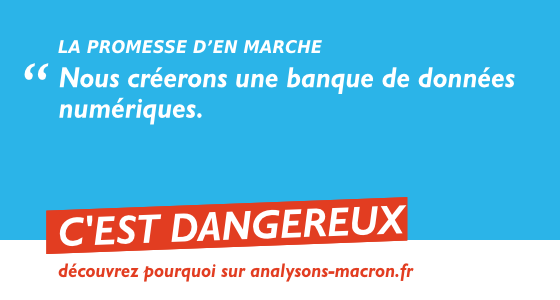 LA PROMESSE D’EN MARCHE
“ Nous créerons une banque de données
numériques.
C'EST DANGEREUX
découvrez pourquoi sur analysons-macron.fr